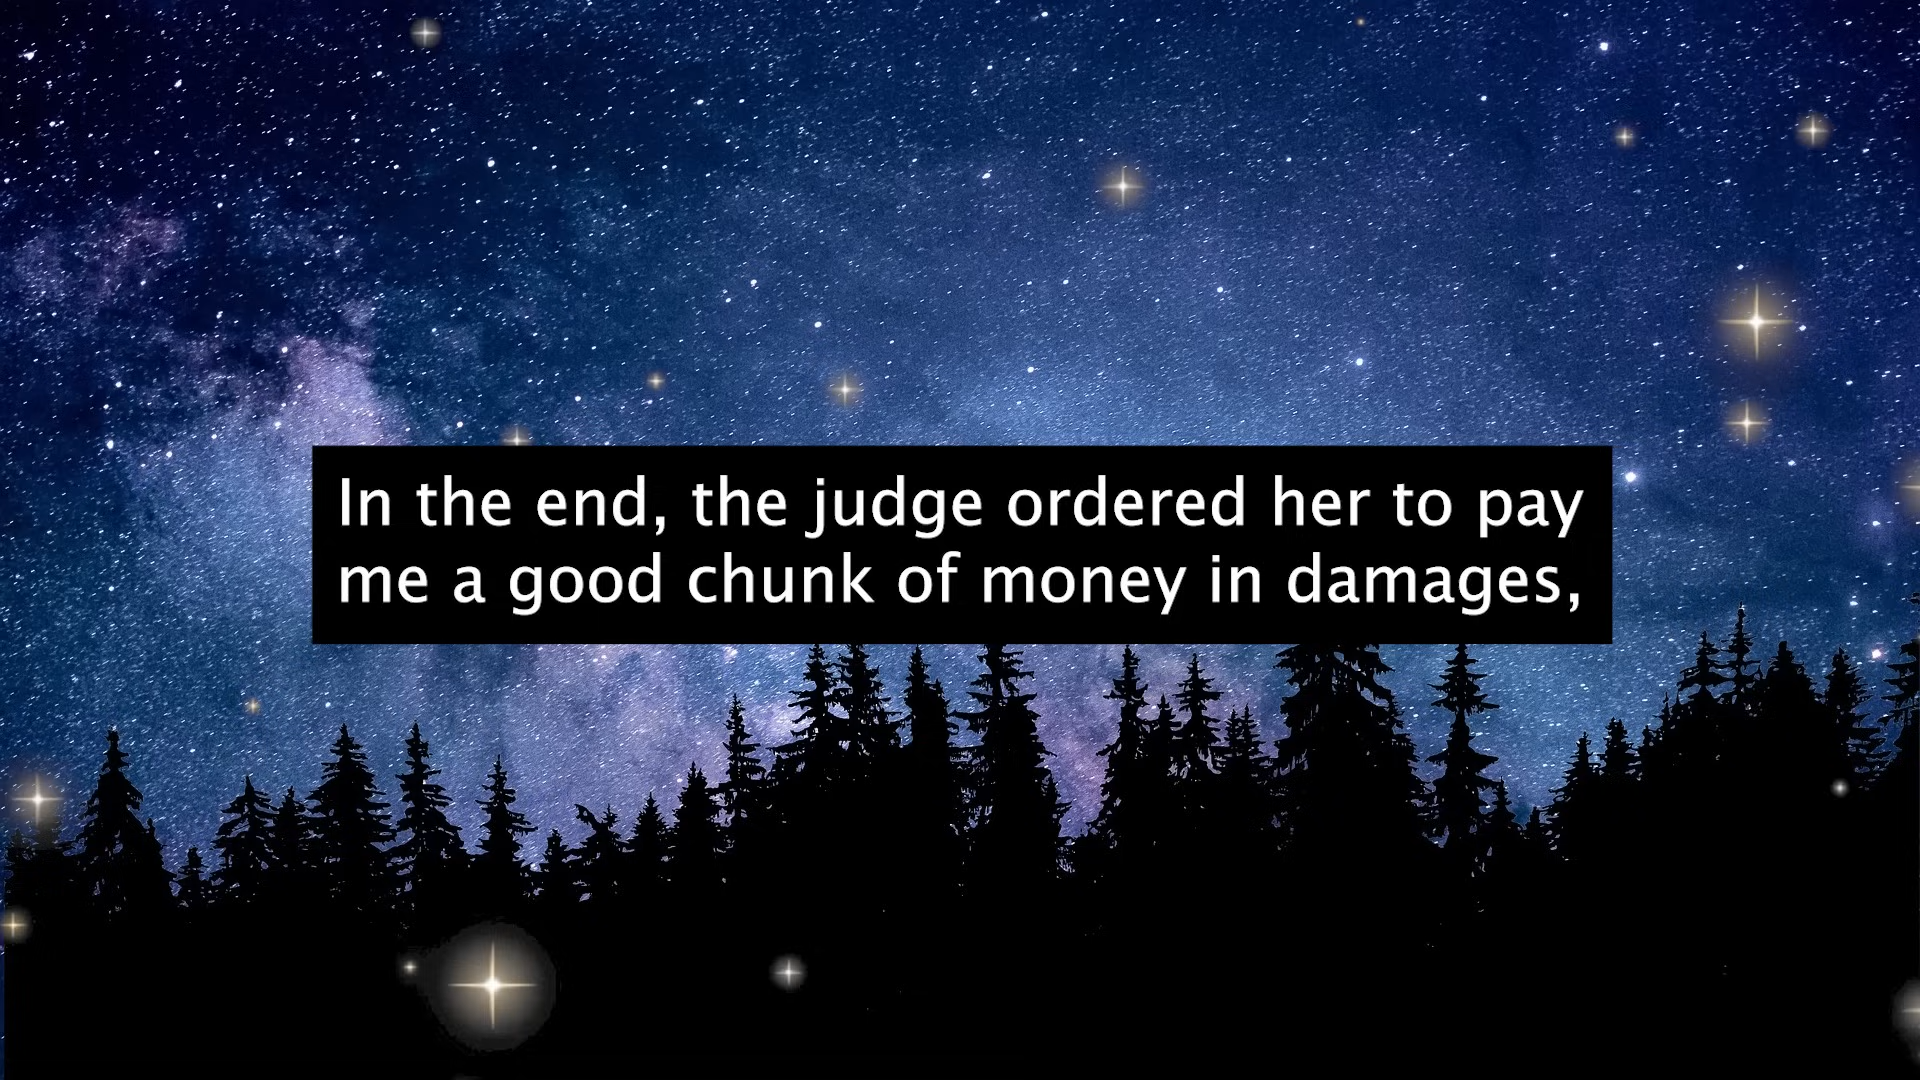 In the end, the judge ordered her to pay
me a good chunk of money in damages,